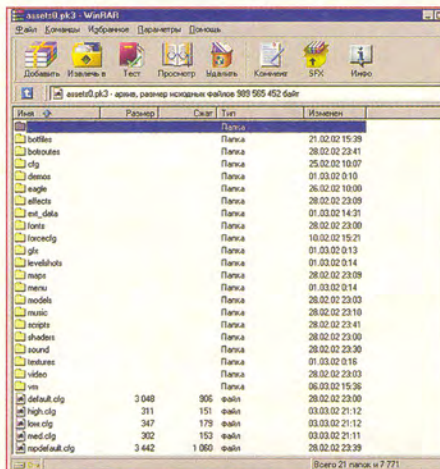 assets0.pk3 - WinRAR
Файл Команды Избранное Параметры Помощь
Добавить Извлечь в Тест Просмотр Удалить Коммент SFX Инфо
assets0.pk3 - архив, размер исходных файлов 989 565 452 байт
Имя Размер Сжат Тип Изменен
Папка
botfiles Папка 21.02.02 15:39
botroutes Папка 28.02.02 23:41
cfg Папка 25.02.02 10:07
demos Папка 01.03.02 0:10
eagle Папка 26.02.02 10:00
effects Папка 28.02.02 23:09
ext_data Папка 01.03.02 14:31
fonts Папка 28.02.02 23:00
forcecfg Папка 10.02.02 15:21
gfx Папка 01.03.02 0:13
levelshots Папка 01.03.02 0:14
maps Папка 28.02.02 23:09
menu Папка 01.03.02 0:14
models Папка 28.02.02 23:03
music Папка 28.02.02 23:10
scripts Папка 28.02.02 23:41
shaders Папка 28.02.02 23:00
sound Папка 28.02.02 23:30
textures Папка 01.03.02 0:16
video Папка 28.02.02 23:03
vm Папка 06.03.02 15:36
default.cfg 3 048 906 файл 28.02.02 23:00
high.cfg 311 151 файл 03.03.02 21:12
low.cfg 347 179 файл 03.03.02 21:12
med.cfg 302 153 файл 03.03.02 21:11
mpdefault.cfg 3 442 1 060 файл 28.02.02 23:39
Всего 21 папок и 7 771